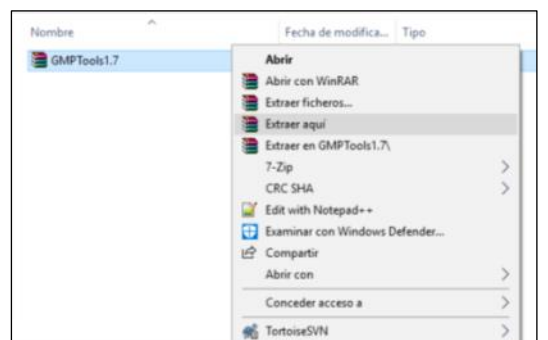 Nombre Fecha de modifica... Tipo
GMPTools1.7
Abrir
Abrir con WinRAR
Extraer ficheros...
Extraer aquí
Extraer en GMPTools1.7\
7-Zip
CRC SHA
Edit with Notepad++
Examinar con Windows Defender...
Compartir
Abrir con
Conceder acceso a
TortoiseSVN